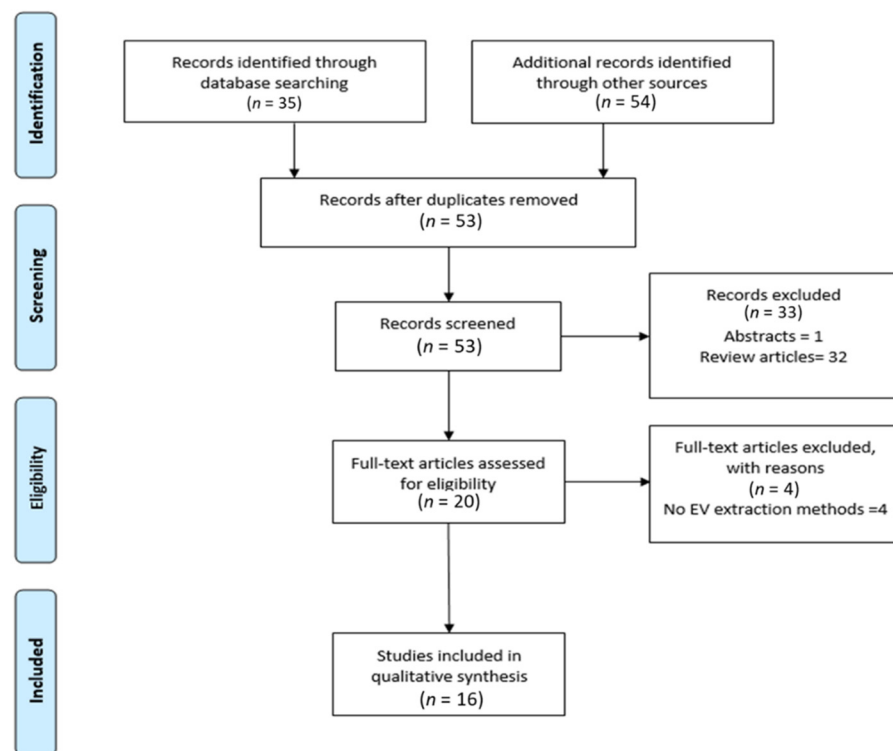 Identification
Records identified through
database searching
(n = 35)
Additional records identified
through other sources
(n = 54)
Records after duplicates removed
(n = 53)
Screening
Records screened
(n = 53)
Records excluded
(n = 33)
Abstracts = 1
Review articles= 32
Eligibility
Full-text articles assessed
for eligibility
(n = 20)
Full-text articles excluded,
with reasons
(n = 4)
No EV extraction methods =4
Included
Studies included in
qualitative synthesis
(n = 16)